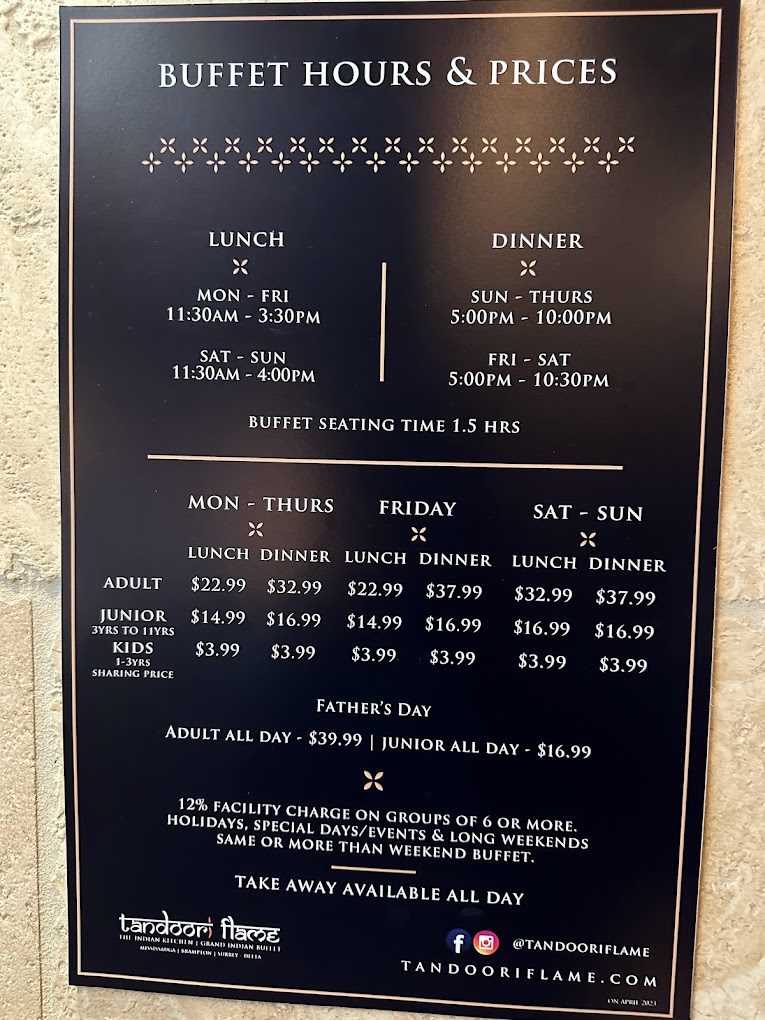 BUFFET HOURS & PRICES
LUNCH
MON - FRI
11:30AM - 3:30PM
SAT - SUN
11:30AM - 4:00PM
DINNER
SUN - THURS
5:00PM - 10:00PM
FRI - SAT
5:00PM - 10:30PM
BUFFET SEATING TIME 1.5 HRS
MON - THURS FRIDAY SAT - SUN
LUNCH DINNER LUNCH DINNER LUNCH DINNER
ADULT $22.99 $32.99 $22.99 $37.99 $32.99 $37.99
JUNIOR $14.99 $16.99 $14.99 $16.99 $16.99 $16.99
3YRS TO 11YRS
KIDS $3.99 $3.99 $3.99 $3.99 $3.99 $3.99
1-3YRS
SHARING PRICE
FATHER'S DAY
ADULT ALL DAY - $39.99 | JUNIOR ALL DAY - $16.99
12% FACILITY CHARGE ON GROUPS OF 6 OR MORE.
HOLIDAYS, SPECIAL DAYS/EVENTS & LONG WEEKENDS
SAME OR MORE THAN WEEKEND BUFFET.
TAKE AWAY AVAILABLE ALL DAY
tandoori flame
THE INDIAN KITCHEN | GRAND INDIAN BUFFET
MISSISSAUGA | BRAMPTON | SURREY - DELTA
@TANDOORIFLAME
TANDOORIFLAME.COM
ON APRIL 2023